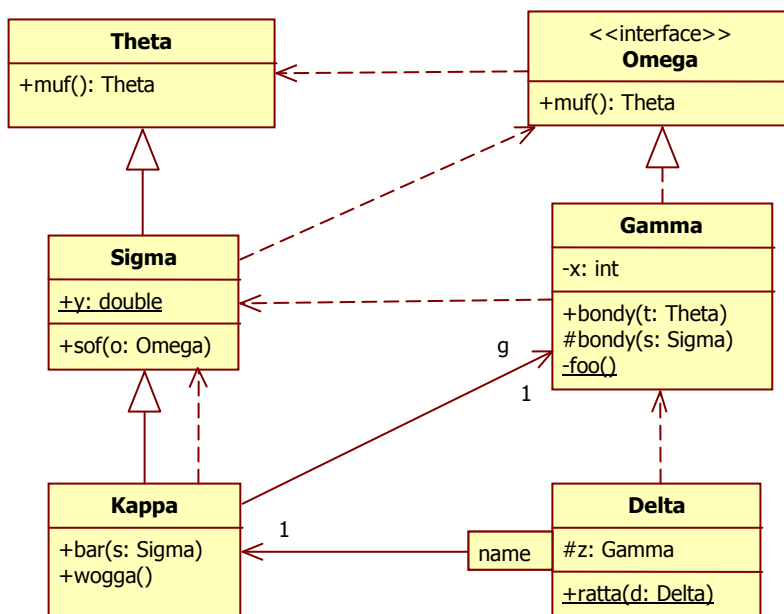 Theta
+muf(): Theta
<<interface>>
Omega
+muf(): Theta
Sigma
+y: double
+sof(o: Omega)
Gamma
-x: int
+bondy(t: Theta)
#bondy(s: Sigma)
-foo()
g
1
Kappa
+bar(s: Sigma)
+wogga()
1
name
Delta
#z: Gamma
+ratta(d: Delta)